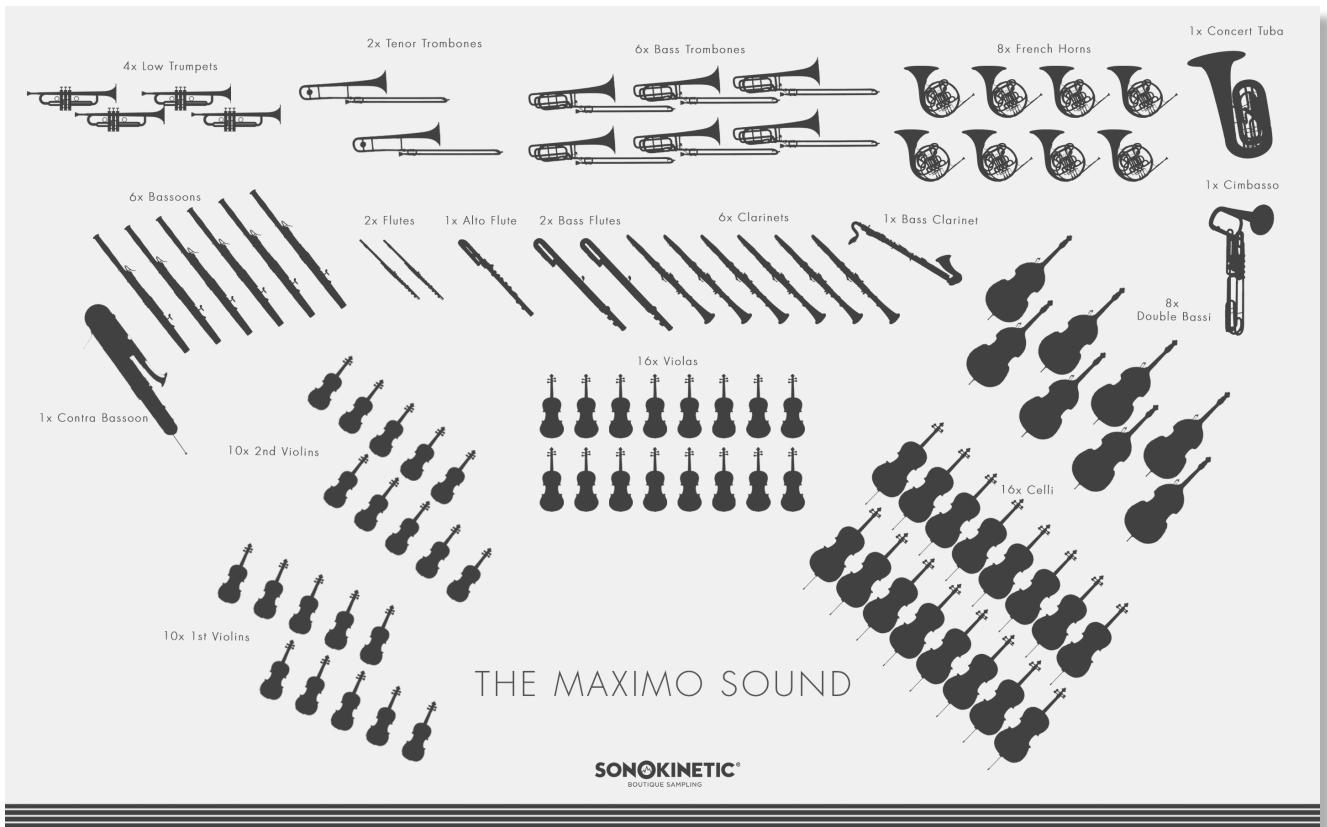 1x Concert Tuba
2x Tenor Trombones
6x Bass Trombones
8x French Horns
4x Low Trumpets
1x Cimbasso
6x Bassoons
2x Flutes
1x Alto Flute
2x Bass Flutes
6x Clarinets
1x Bass Clarinet
8x
Double Bassi
16x Violas
1x Contra Bassoon
10x 2nd Violins
16x Celli
10x 1st Violins
THE MAXIMO SOUND
SONOKINETIC®
BOUTIQUE SAMPLING